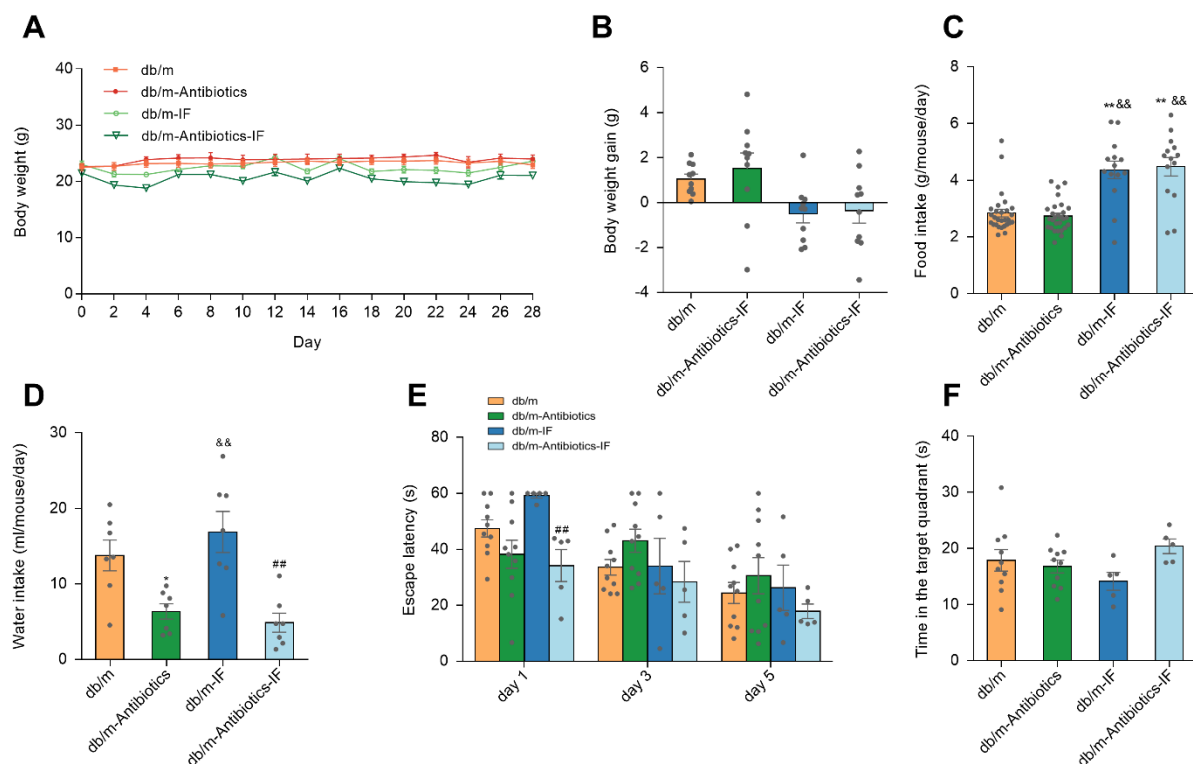 A
db/m
db/m-Antibiotics
db/m-IF
db/m-Antibiotics-IF
Body weight (g)
40
30
20
10
0
0 2 4 6 8 10 12 14 16 18 20 22 24 26 28
Day
B
Body weight gain (g)
6
4
2
0
-2
-4
db/m
db/m-Antibiotics-IF
db/m-IF
db/m-Antibiotics-IF
C
Food intake (g/mouse/day)
8
6
4
2
0
**&&
** &&
db/m
db/m-Antibiotics
db/m-IF
db/m-Antibiotics-IF
D
Water intake (ml/mouse/day)
30
20
10
0
*
&&
##
db/m
db/m-Antibiotics
db/m-IF
db/m-Antibiotics-IF
E
db/m
db/m-Antibiotics
db/m-IF
db/m-Antibiotics-IF
Escape latency (s)
80
60
40
20
0
##
day 1
day 3
day 5
F
Time in the target quadrant (s)
40
30
20
10
0
db/m
db/m-Antibiotics
db/m-IF
db/m-Antibiotics-IF